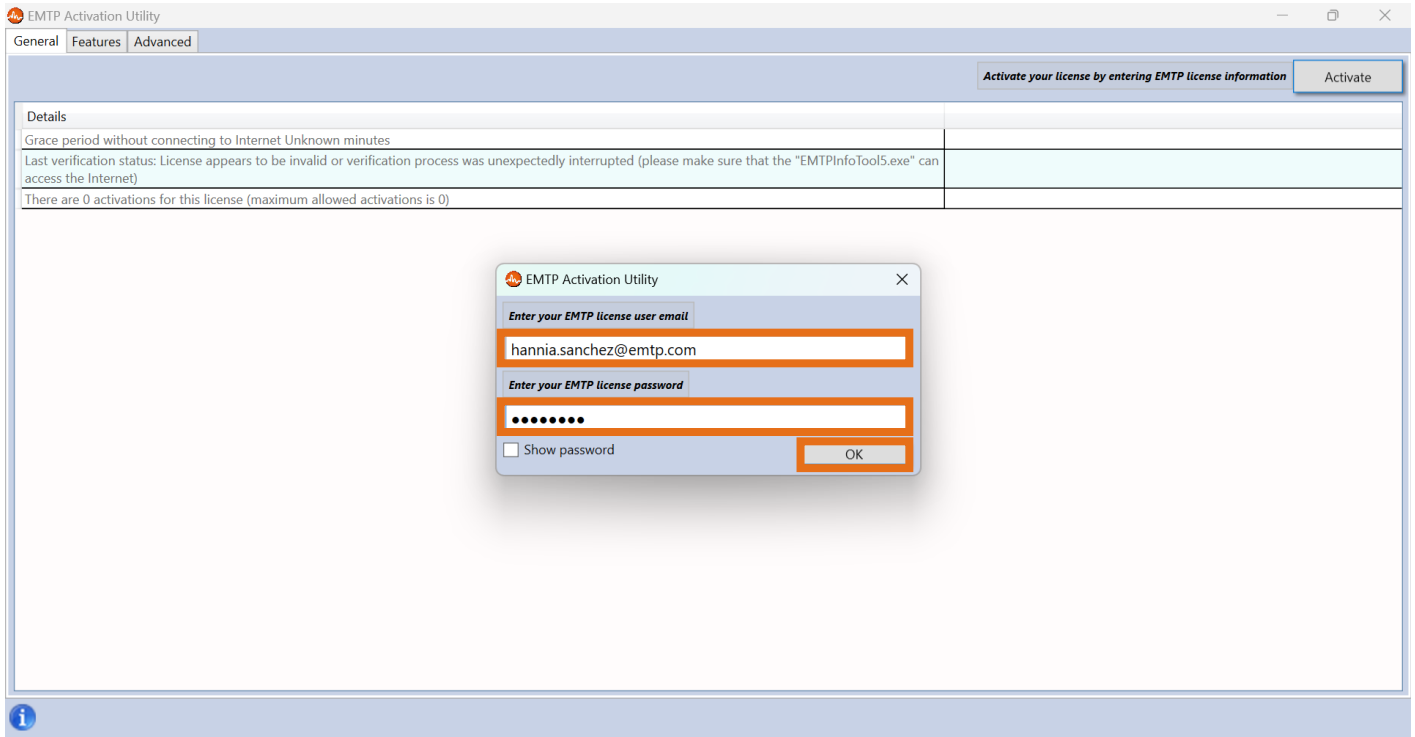 EMTP Activation Utility
General Features Advanced
Activate your license by entering EMTP license information Activate
Details
Grace period without connecting to Internet Unknown minutes
Last verification status: License appears to be invalid or verification process was unexpectedly interrupted (please make sure that the "EMTPInfoTool5.exe" can
access the Internet)
There are 0 activations for this license (maximum allowed activations is 0)
EMTP Activation Utility
Enter your EMTP license user email
hannia.sanchez@emtp.com
Enter your EMTP license password
●●●●●●●●
Show password OK